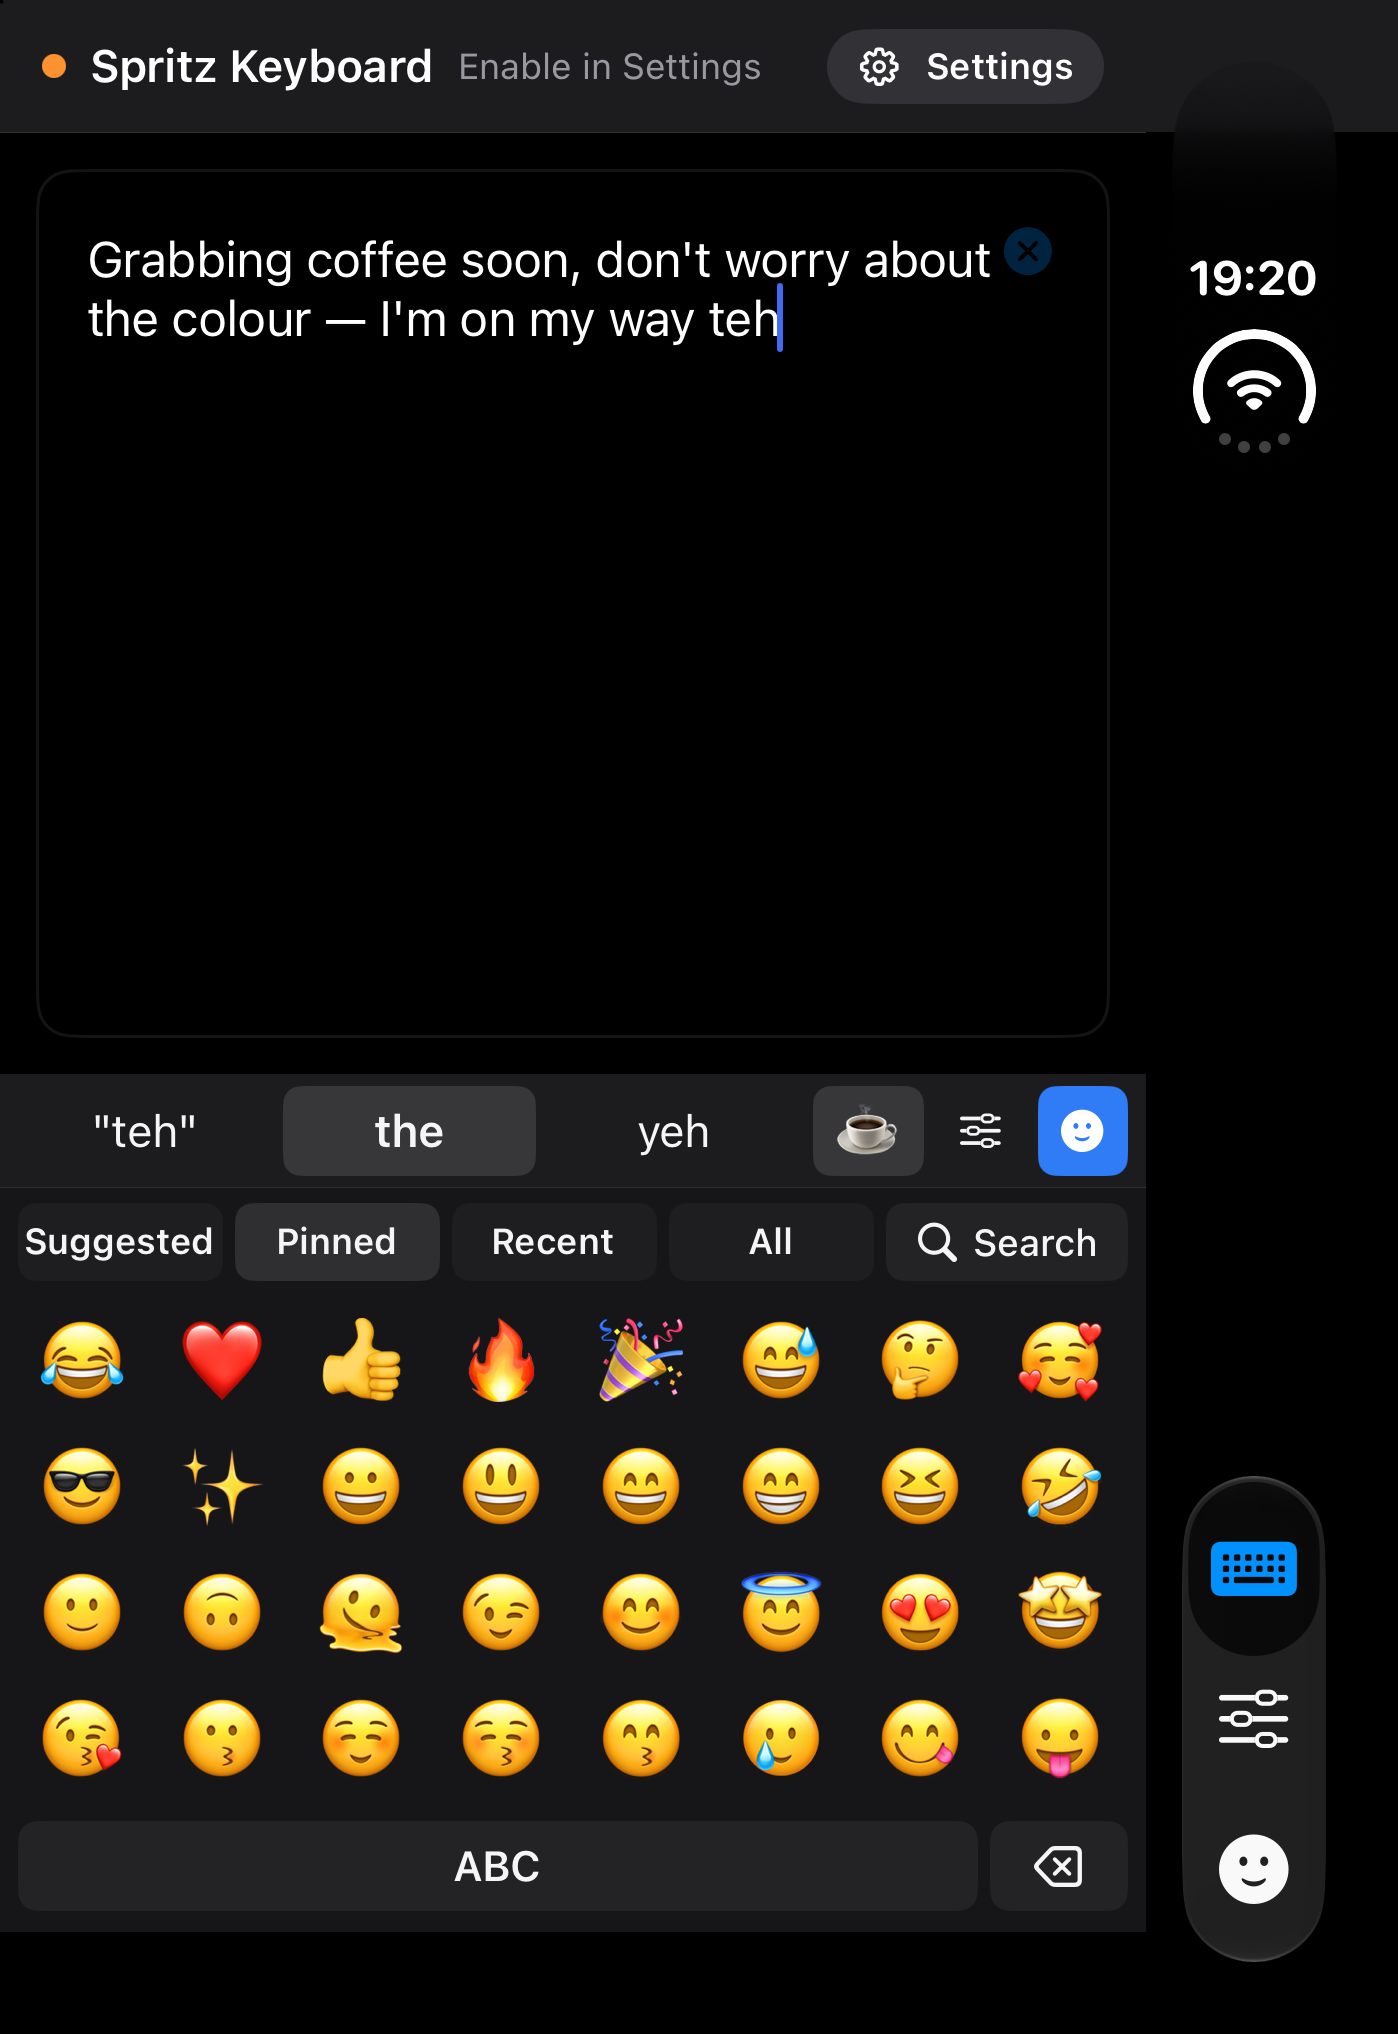 Spritz Keyboard Enable in Settings Settings
Grabbing coffee soon, don't worry about
the colour — I'm on my way teh
19:20
"teh" the yeh
Suggested Pinned Recent All Search
ABC